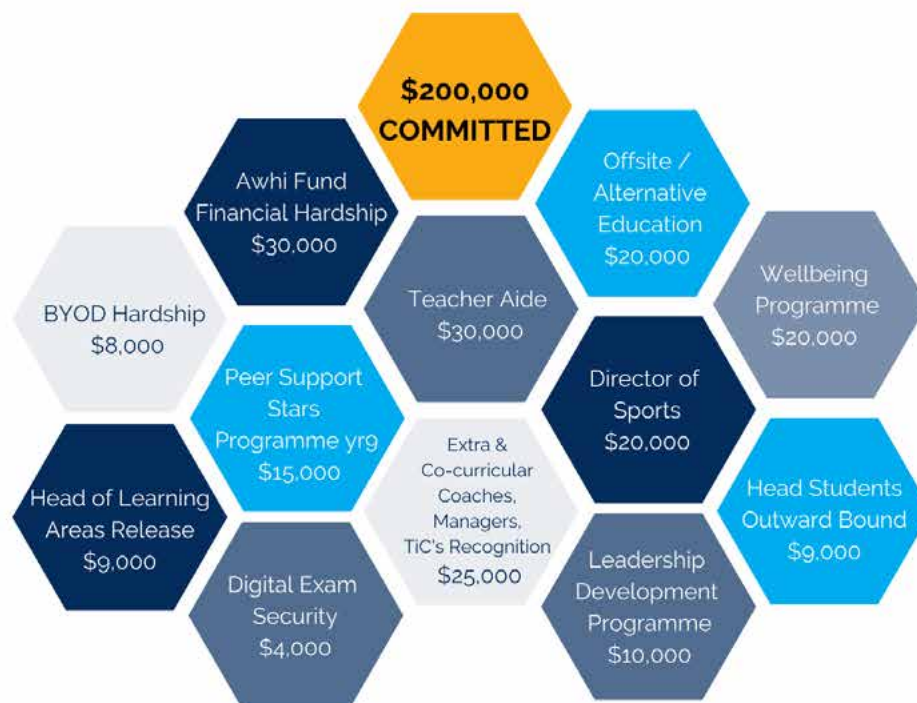 $200,000
COMMITTED
Awhi Fund
Financial Hardship
$30,000
Offsite /
Alternative
Education
$20,000
BYOD Hardship
$8,000
Teacher Aide
$30,000
Wellbeing
Programme
$20,000
Peer Support
Stars
Programme yr9
$15,000
Director of
Sports
$20,000
Head of Learning
Areas Release
$9,000
Extra &
Co-curricular
Coaches,
Managers,
TiC's Recognition
$25,000
Head Students
Outward Bound
$9,000
Digital Exam
Security
$4,000
Leadership
Development
Programme
$10,000